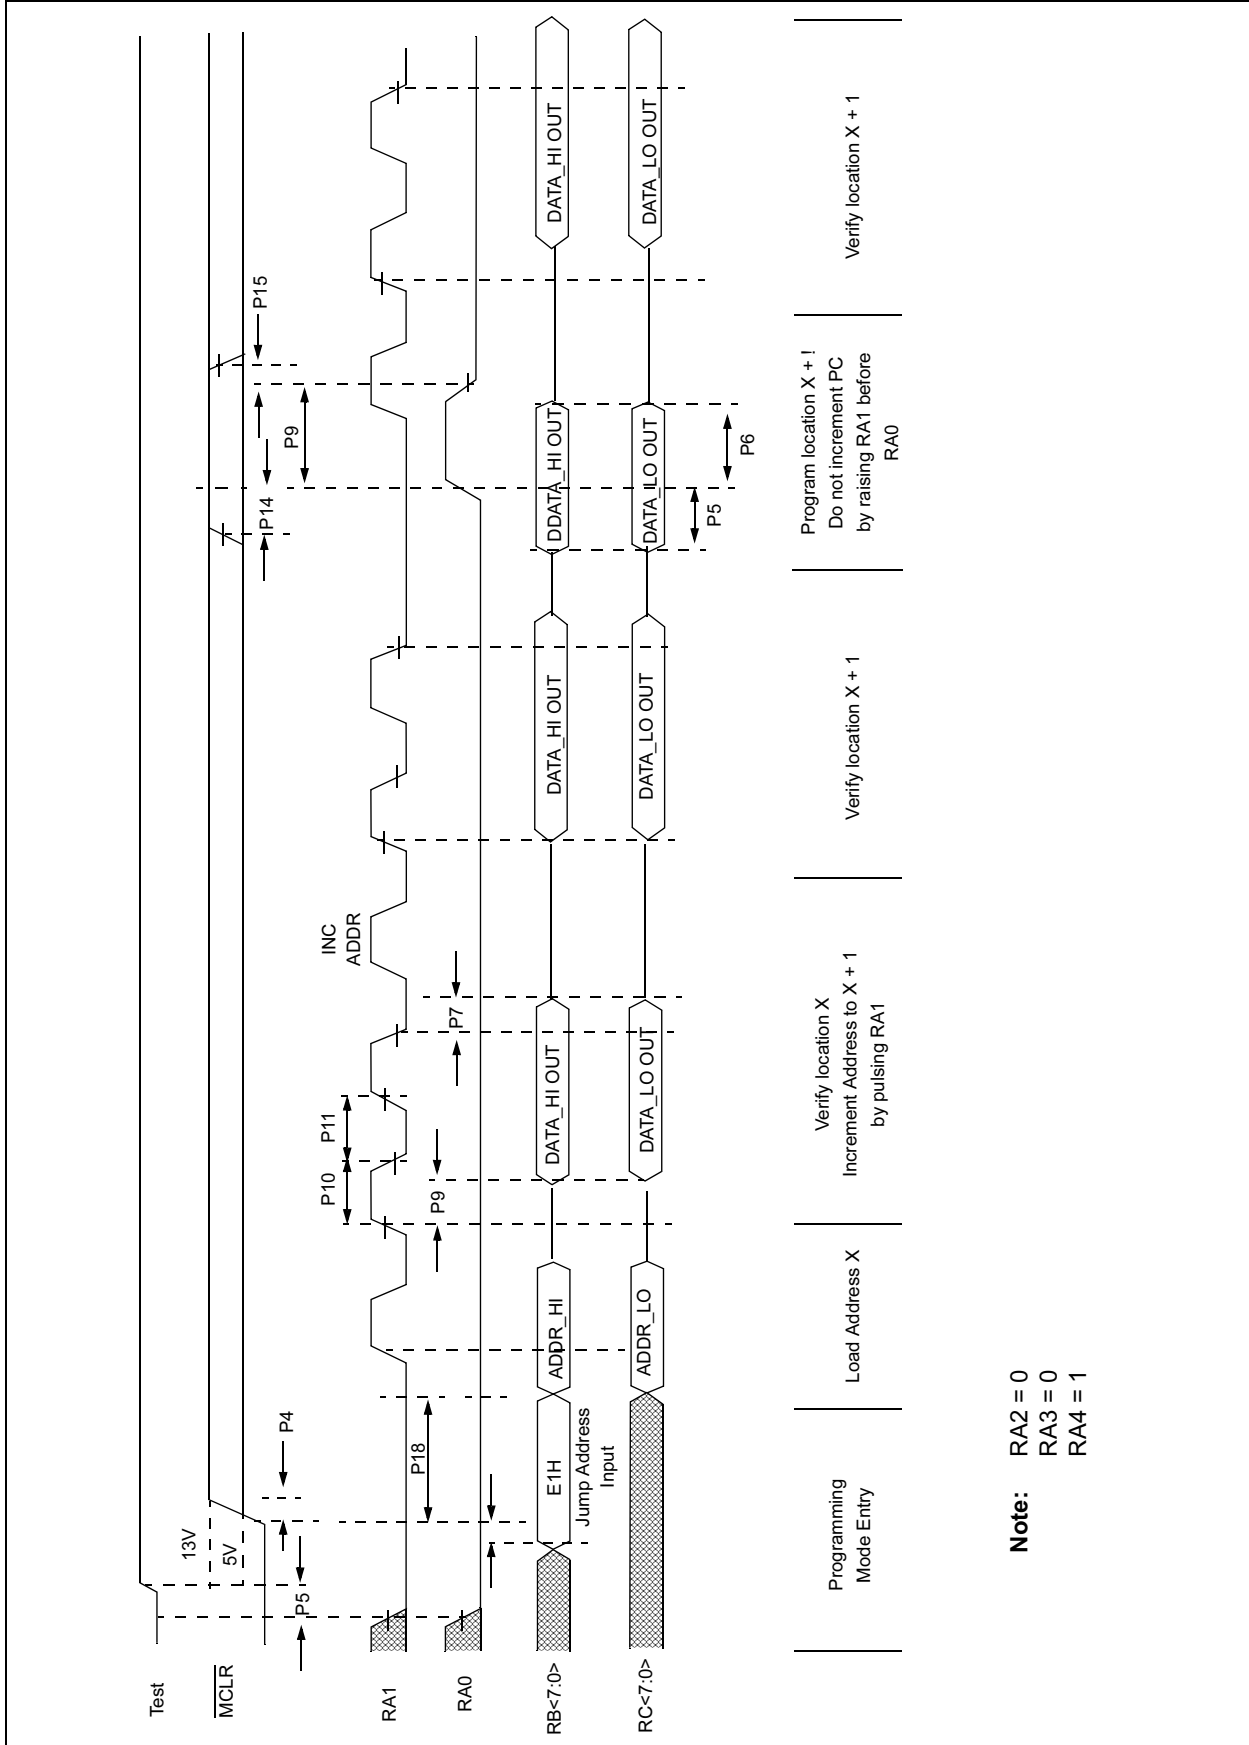 Test
MCLR
RA1
RA0
RB<7:0>
RC<7:0>
13V
5V
P5
P4
P18
P10
P11
P9
P7
INC
ADDR
P14
P9
P15
E1H
Jump Address
Input
ADDR_HI
DATA_HI OUT
DATA_HI OUT
DDATA_HI OUT
DATA_HI OUT
ADDR_LO
DATA_LO OUT
DATA_LO OUT
DATA_LO OUT
DATA_LO OUT
P5
P6
Programming
Mode Entry
Load Address X
Verify location X
Increment Address to X + 1
by pulsing RA1
Verify location X + 1
Program location X + !
Do not increment PC
by raising RA1 before
RA0
Verify location X + 1
Note: RA2 = 0
RA3 = 0
RA4 = 1